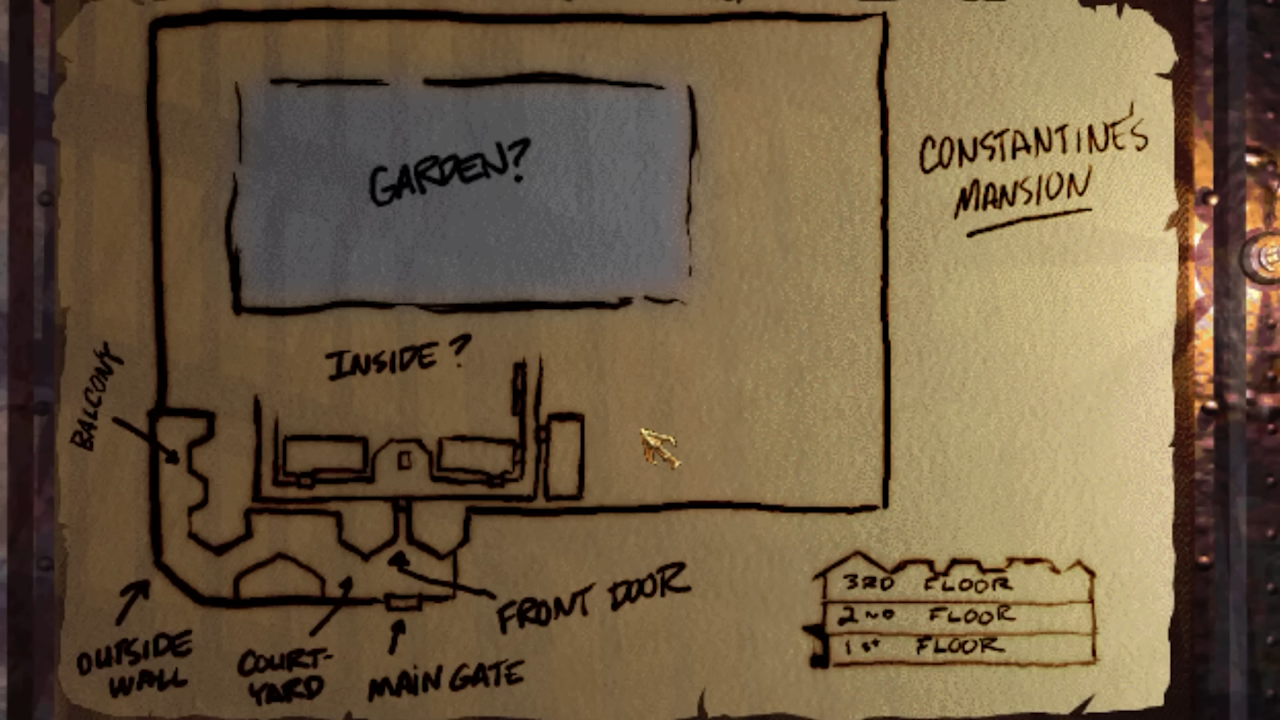 CONSTANTINE'S
MANSION
GARDEN?
INSIDE?
BALCONY
FRONT DOOR
OUTSIDE
WALL
COURT-
YARD
MAIN GATE
3RD FLOOR
2ND FLOOR
1st FLOOR